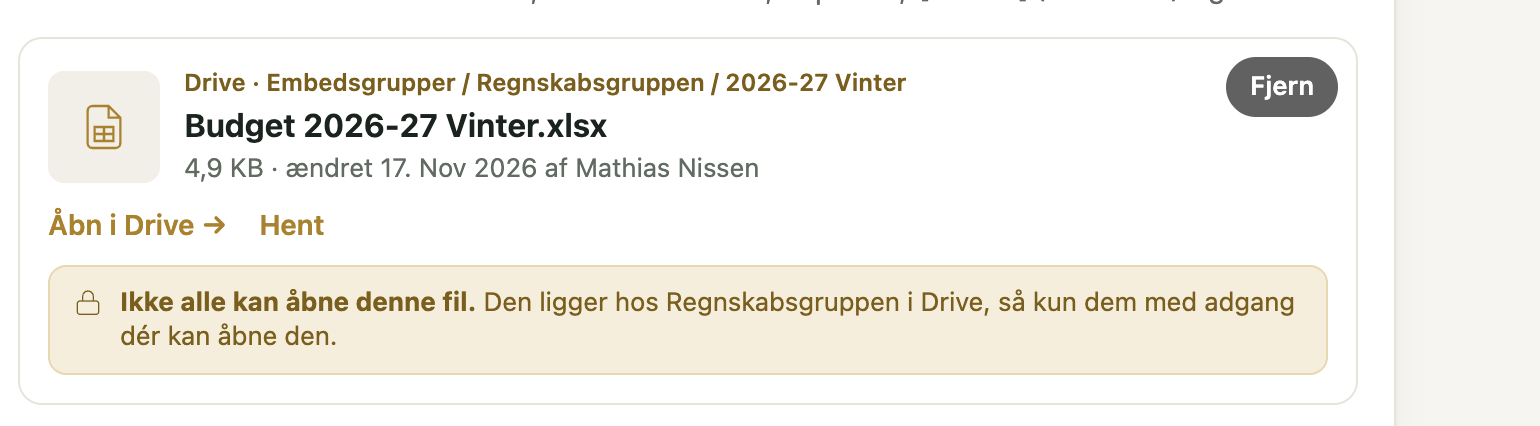 Drive · Embedsgrupper / Regnskabsgruppen / 2026-27 Vinter
Fjern
Budget 2026-27 Vinter.xlsx
4,9 KB · ændret 17. Nov 2026 af Mathias Nissen
Åbn i Drive → Hent
Ikke alle kan åbne denne fil. Den ligger hos Regnskabsgruppen i Drive, så kun dem med adgang
dér kan åbne den.